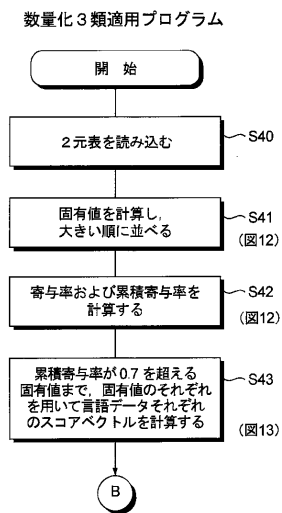 数量化3類適用プログラム
開 始
2元表を読み込む
S40
固有値を計算し,
大きい順に並べる
S41
(図12)
寄与率および累積寄与率を
計算する
S42
(図12)
累積寄与率が0.7を超える
固有値まで, 固有値のそれぞれ
を用いて言語データそれぞれ
のスコアベクトルを計算する
S43
(図13)
B